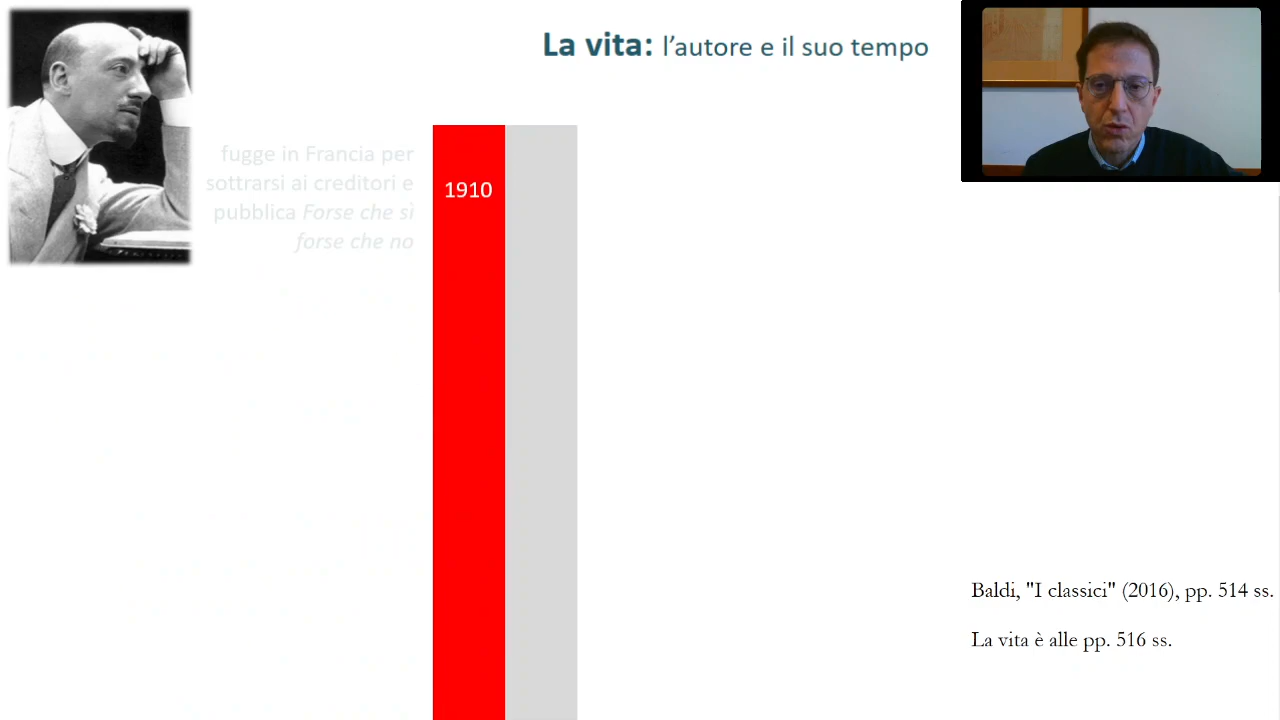 La vita: l'autore e il suo tempo
fugge in Francia per
sottrarsi ai creditori e
pubblica Forse che sì
forse che no
1910
Baldi, "I classici" (2016), pp. 514 ss.
La vita è alle pp. 516 ss.